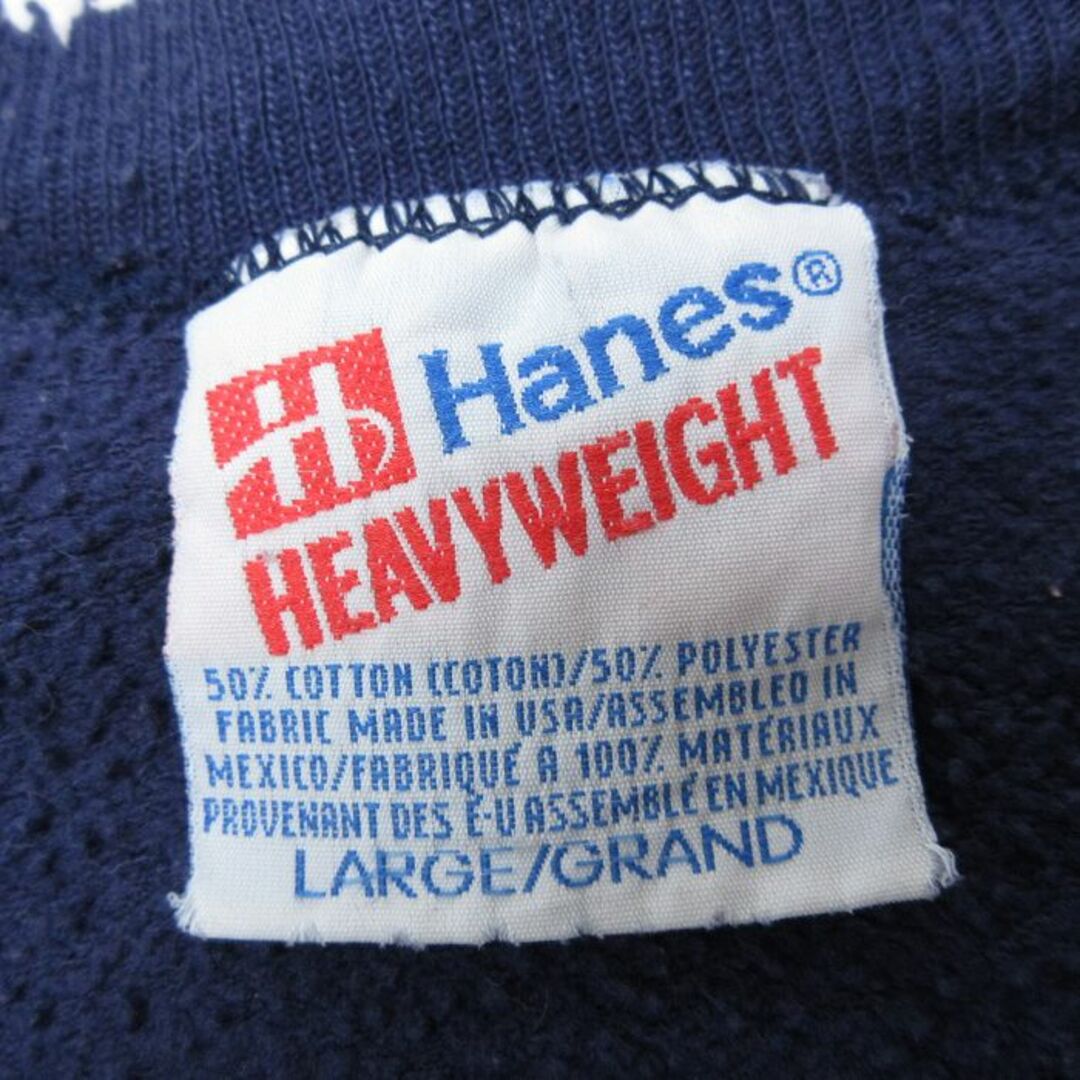 Hanes®
HEAVYWEIGHT
50% COTTON (COTON)/50% POLYESTER
FABRIC MADE IN USA/ASSEMBLED IN
MEXICO/FABRIQUÉ A 100% MATÉRIAUX
PROVENANT DES É-U ASSEMBLÉ EN MEXIQUE
LARGE/GRAND